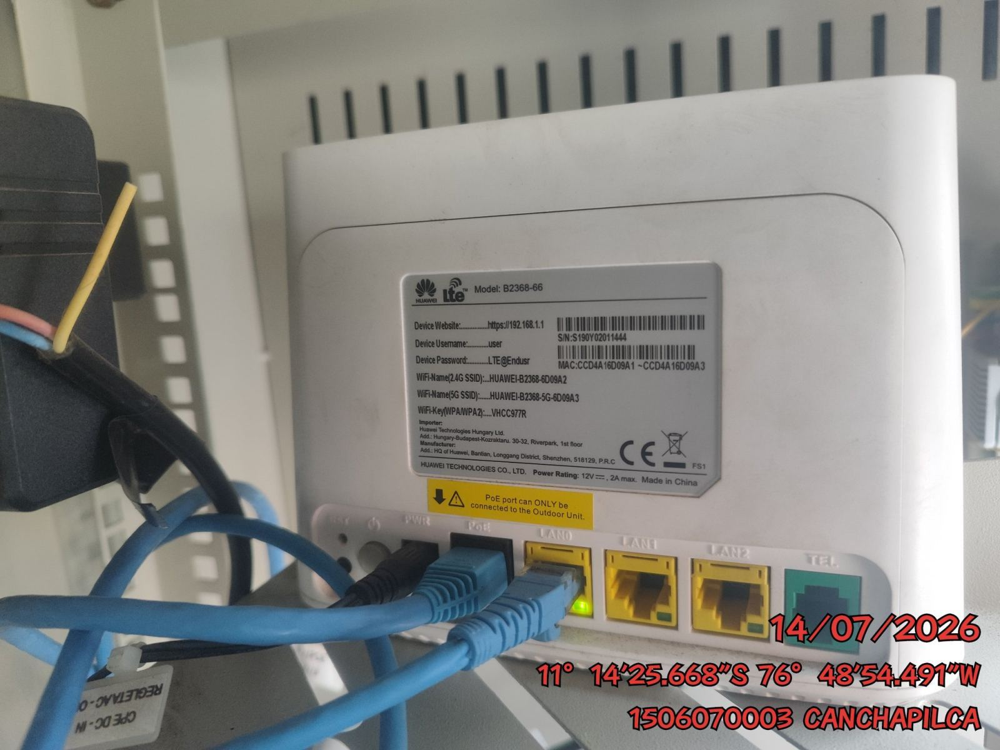 HUAWEI Lte™ Model: B2368-66
Device Website:...............https://192.168.1.1
S/N:S190Y02011444
Device Username:...........user
Device Password:...........LTE@Endusr
MAC:CCD4A16D09A1 ~CCD4A16D09A3
WiFi-Name(2.4G SSID):...HUAWEI-B2368-6D09A2
WiFi-Name(5G SSID):......HUAWEI-B2368-5G-6D09A3
WiFi-Key(WPA/WPA2):....VHCC977R
Importer:
Huawei Technologies Hungary Ltd.
Add.: Hungary-Budapest-Kozraktaru. 30-32, Riverpark, 1st floor
Manufacturer:
Add.: HQ of Huawei, Bantian, Longgang District, Shenzhen, 518129, P.R.C
CE
FS1
HUAWEI TECHNOLOGIES CO., LTD. Power Rating: 12V⎓, 2A max. Made in China
PoE port can ONLY be
connected to the Outdoor Unit.
RST PWR PoE LAN0 LAN1 LAN2 TEL
14/07/2026
11° 14'25.668"S 76° 48'54.491"W
1506070003 CANCHAPILCA
CPE DC - IN
REGLETA AC